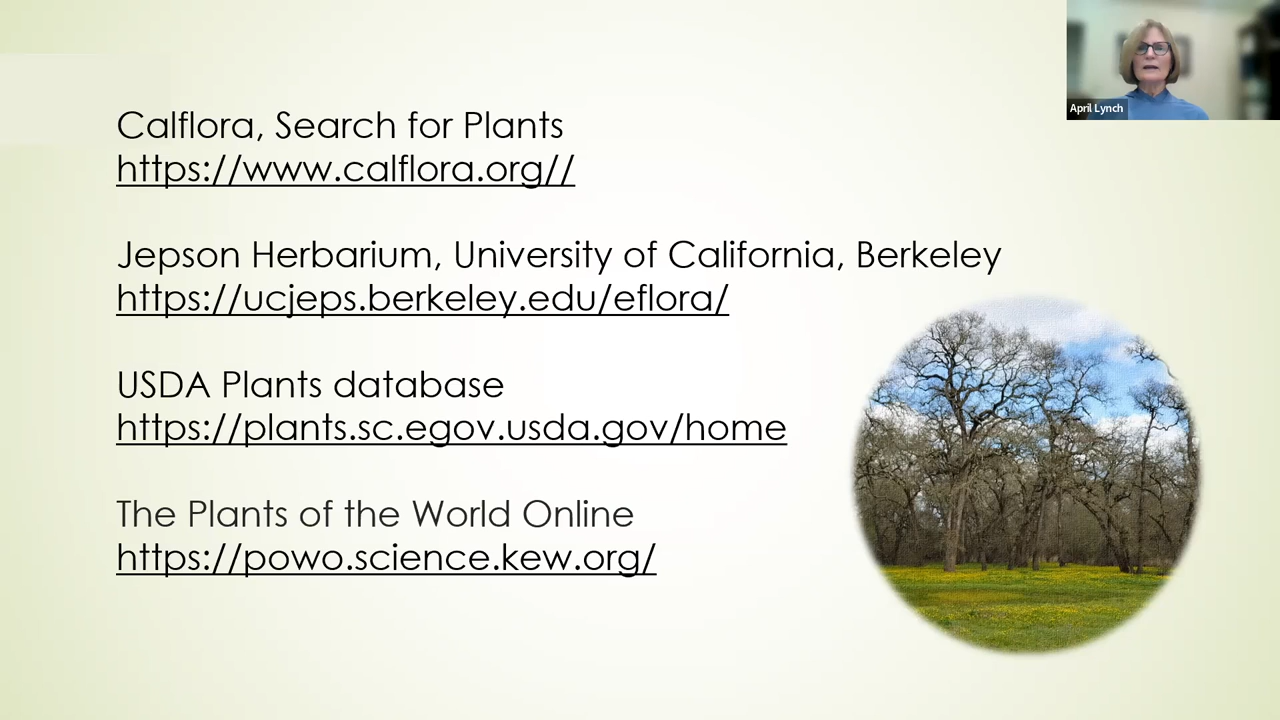 Calflora, Search for Plants
https://www.calflora.org//
Jepson Herbarium, University of California, Berkeley
https://ucjeps.berkeley.edu/eflora/
USDA Plants database
https://plants.sc.egov.usda.gov/home
The Plants of the World Online
https://powo.science.kew.org/
April Lynch